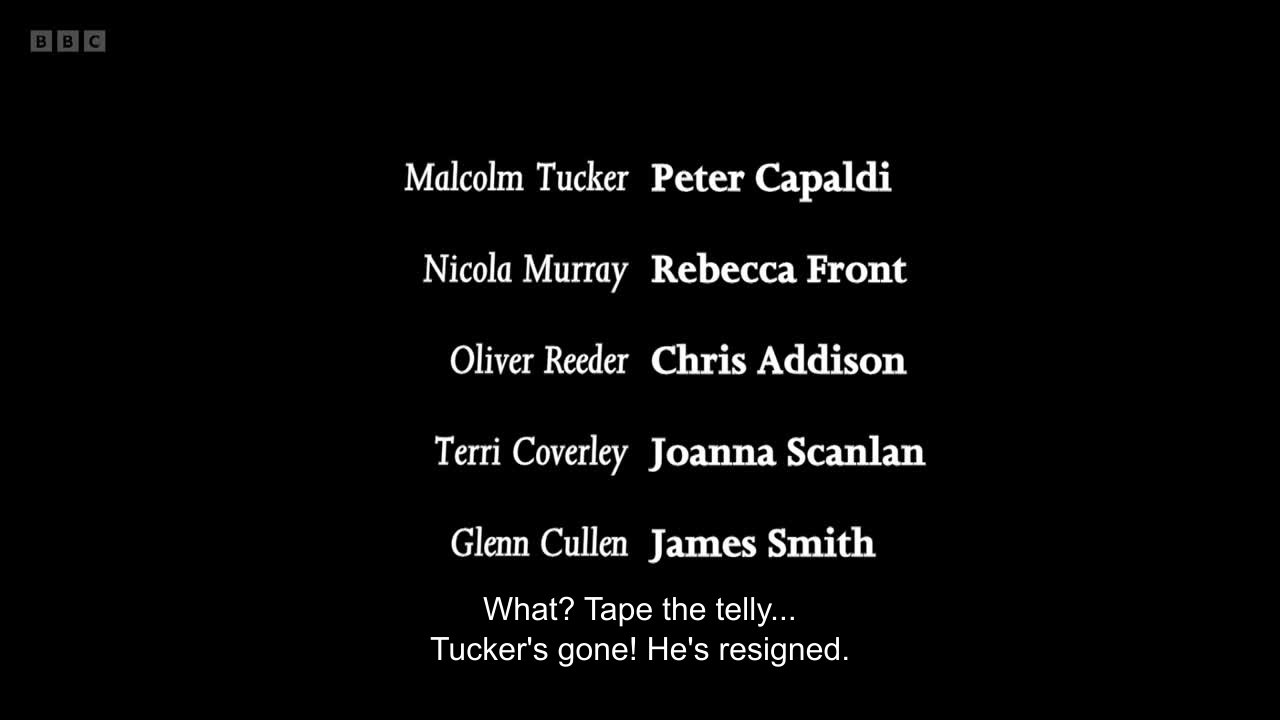 BBC
Malcolm Tucker Peter Capaldi
Nicola Murray Rebecca Front
Oliver Reeder Chris Addison
Terri Coverley Joanna Scanlan
Glenn Cullen James Smith
What? Tape the telly...
Tucker's gone! He's resigned.